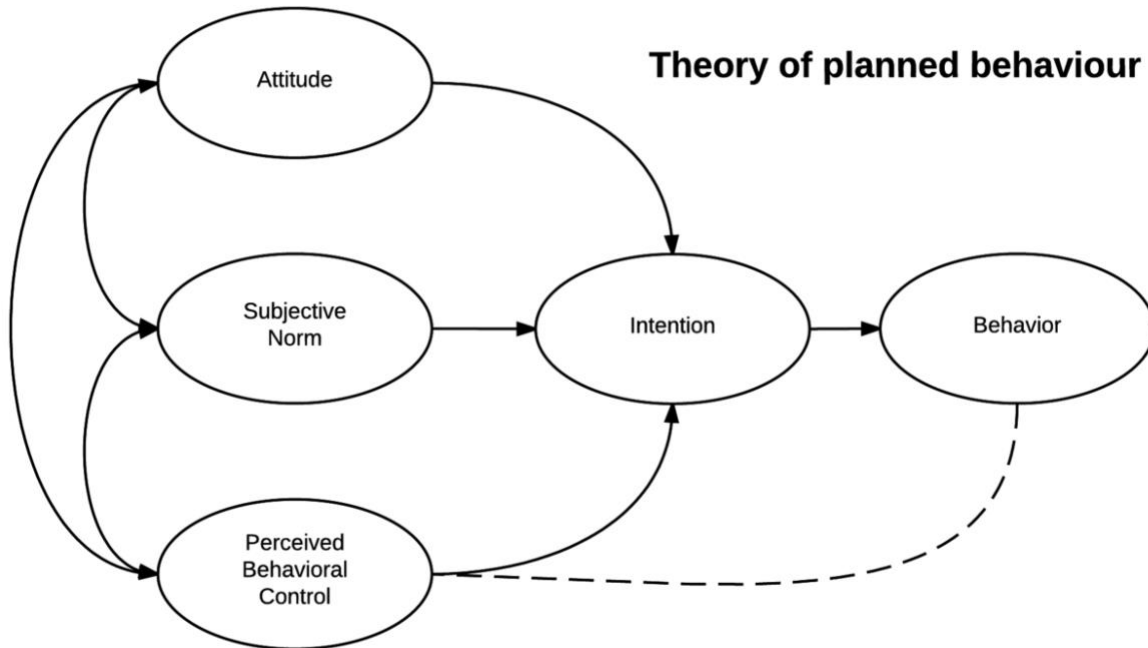 Theory of planned behaviour
Attitude
Subjective
Norm
Intention
Behavior
Perceived
Behavioral
Control